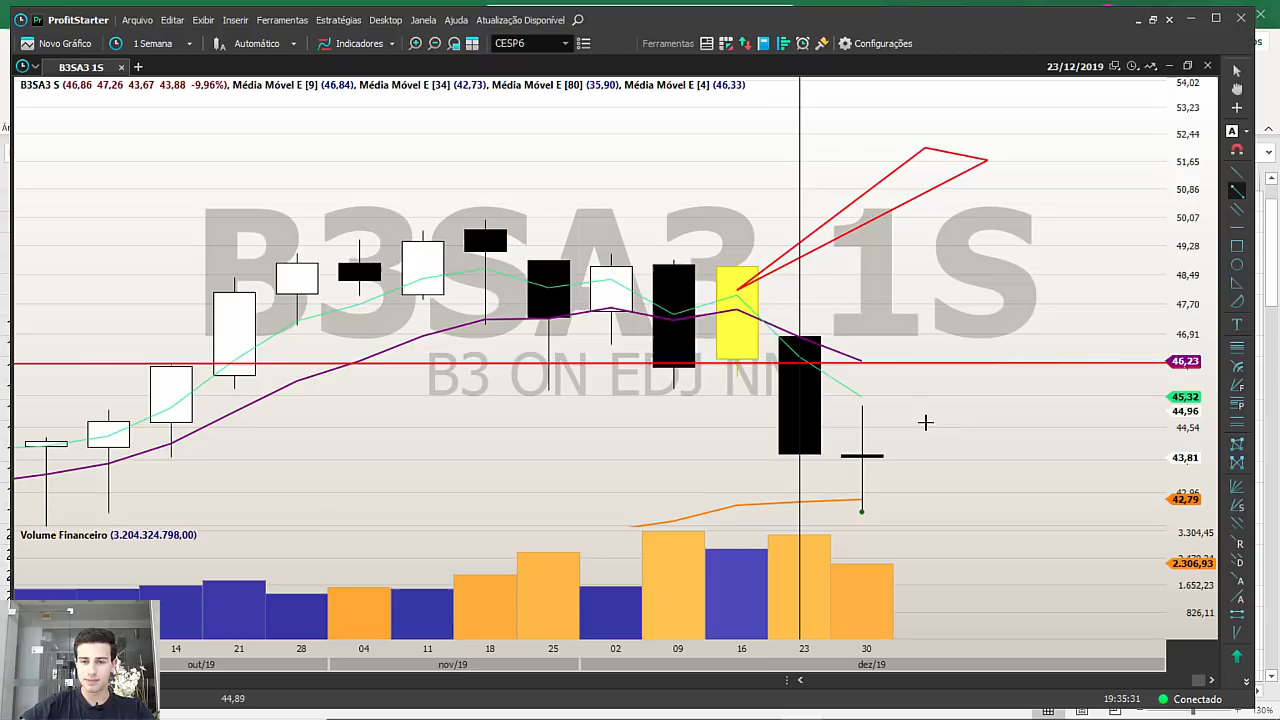 ProfitStarter Arquivo Editar Exibir Inserir Ferramentas Estratégias Desktop Janela Ajuda Atualização Disponível
Novo Gráfico 1 Semana Automático Indicadores CESP6 Ferramentas Configurações
B3SA3 1S 23/12/2019
B3SA3 S (46,86 47,26 43,67 43,88 -9,96%), Média Móvel E [9] (46,84), Média Móvel E [34] (42,73), Média Móvel E [80] (35,90), Média Móvel E [4] (46,33)
54,02
53,23
52,44
51,65
50,86
50,07
49,28
48,49
47,70
46,91
B3SA3 1S
B3 ON EDJ NM
46,23
45,32
44,96
44,54
43,81
42,96
42,79
Volume Financeiro (3.204.324.798,00)
3.304,45
2.306,93
1.652,23
826,11
14 21 28 04 11 18 25 02 09 16 23 30
out/19 nov/19 dez/19
44,89 19:35:31 Conectado
30%